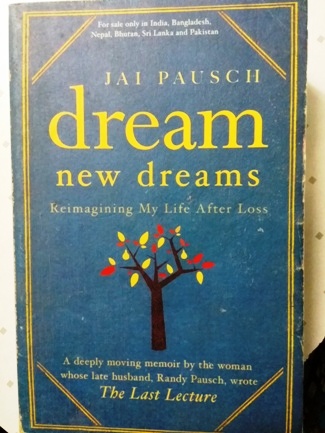 For sale only in India, Bangladesh,
Nepal, Bhutan, Sri Lanka and Pakistan
JAI PAUSCH
dream
new dreams
Reimagining My Life After Loss
A deeply moving memoir by the woman
whose late husband, Randy Pausch, wrote
The Last Lecture